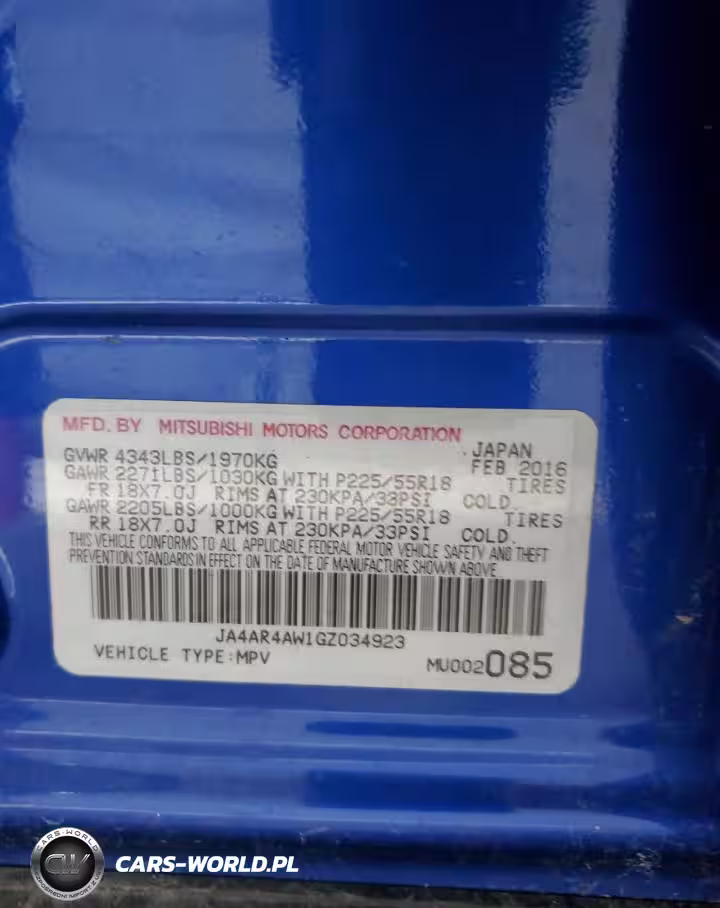 MFD. BY MITSUBISHI MOTORS CORPORATION
JAPAN
GVWR 4343LBS/1970KG FEB 2016
GAWR 2271LBS/1030KG WITH P225/55R18 TIRES
FR 18X7.0J RIMS AT 230KPA/33PSI COLD.
GAWR 2205LBS/1000KG WITH P225/55R18 TIRES
RR 18X7.0J RIMS AT 230KPA/33PSI COLD.
THIS VEHICLE CONFORMS TO ALL APPLICABLE FEDERAL MOTOR VEHICLE SAFETY AND THEFT
PREVENTION STANDARDS IN EFFECT ON THE DATE OF MANUFACTURE SHOWN ABOVE.
JA4AR4AW1GZ034923
VEHICLE TYPE:MPV MU002085
CARS-WORLD
CW
CARS-WORLD.PL